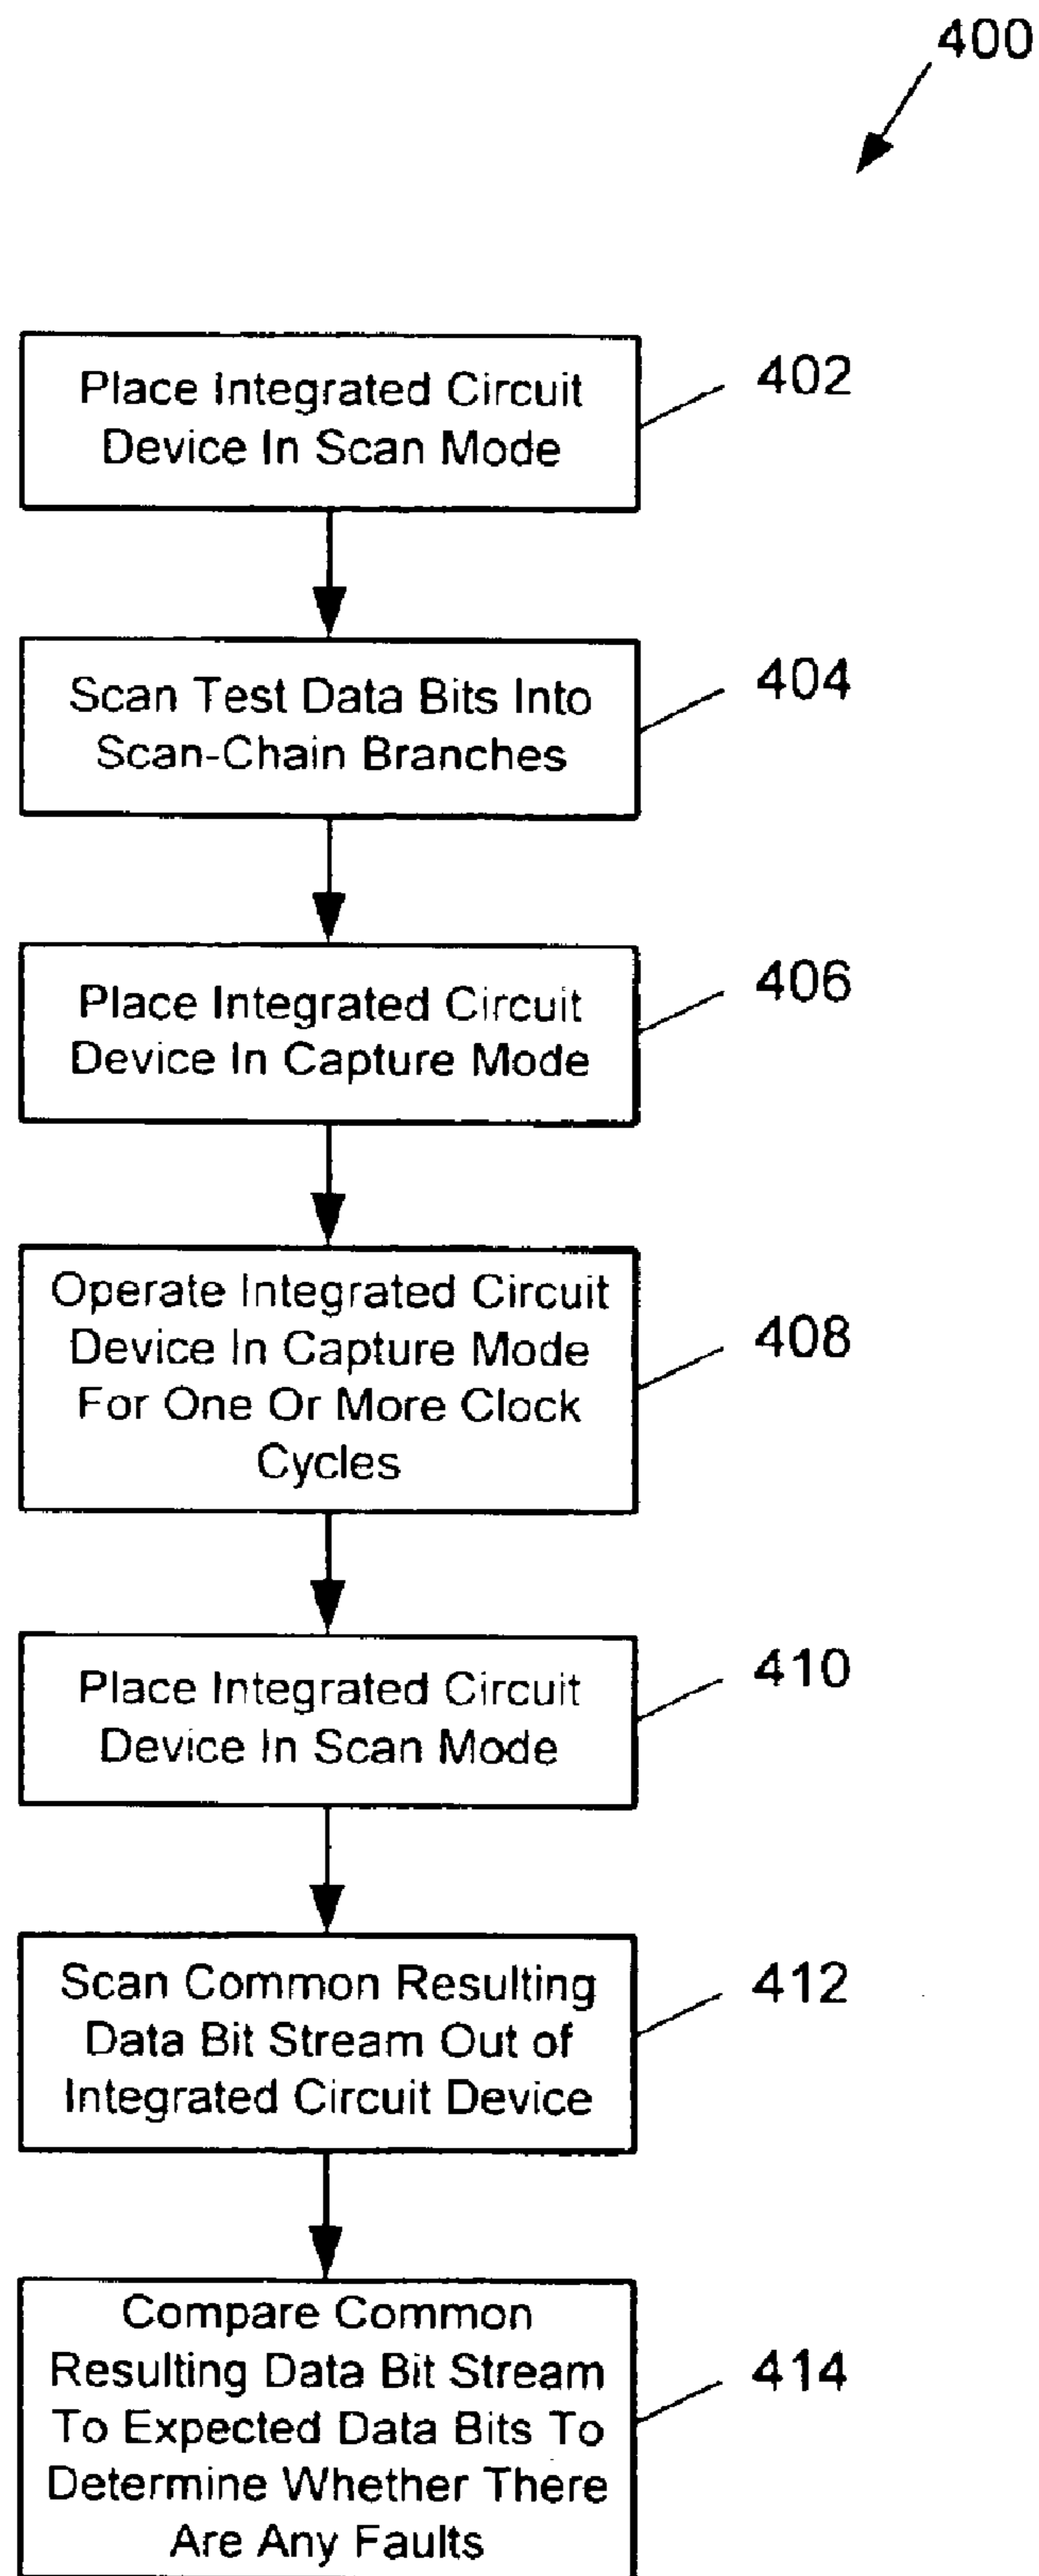 400
Place Integrated Circuit
Device In Scan Mode
402
Scan Test Data Bits Into
Scan-Chain Branches
404
Place Integrated Circuit
Device In Capture Mode
406
Operate Integrated Circuit
Device In Capture Mode
For One Or More Clock
Cycles
408
Place Integrated Circuit
Device In Scan Mode
410
Scan Common Resulting
Data Bit Stream Out of
Integrated Circuit Device
412
Compare Common
Resulting Data Bit Stream
To Expected Data Bits To
Determine Whether There
Are Any Faults
414